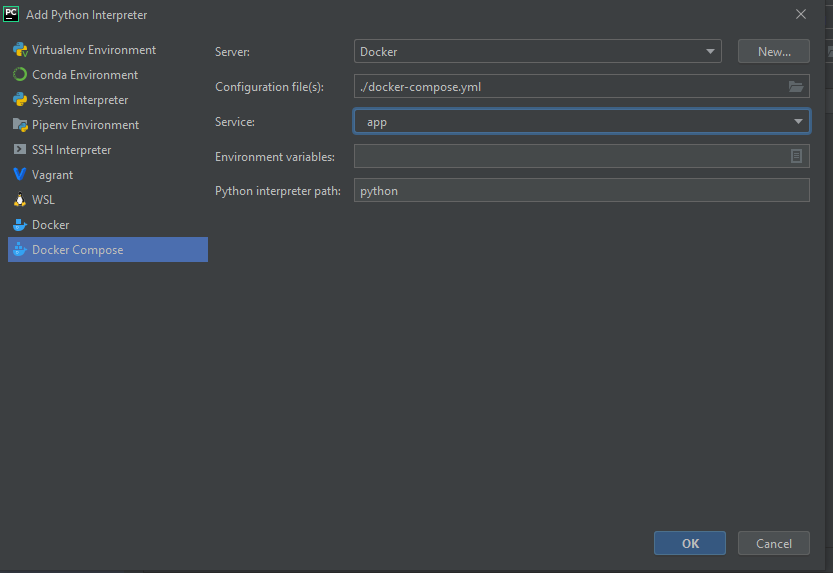 PC Add Python Interpreter
Virtualenv Environment
Conda Environment
System Interpreter
Pipenv Environment
SSH Interpreter
Vagrant
WSL
Docker
Docker Compose
Server: Docker New...
Configuration file(s): ./docker-compose.yml
Service: app
Environment variables:
Python interpreter path: python
OK Cancel